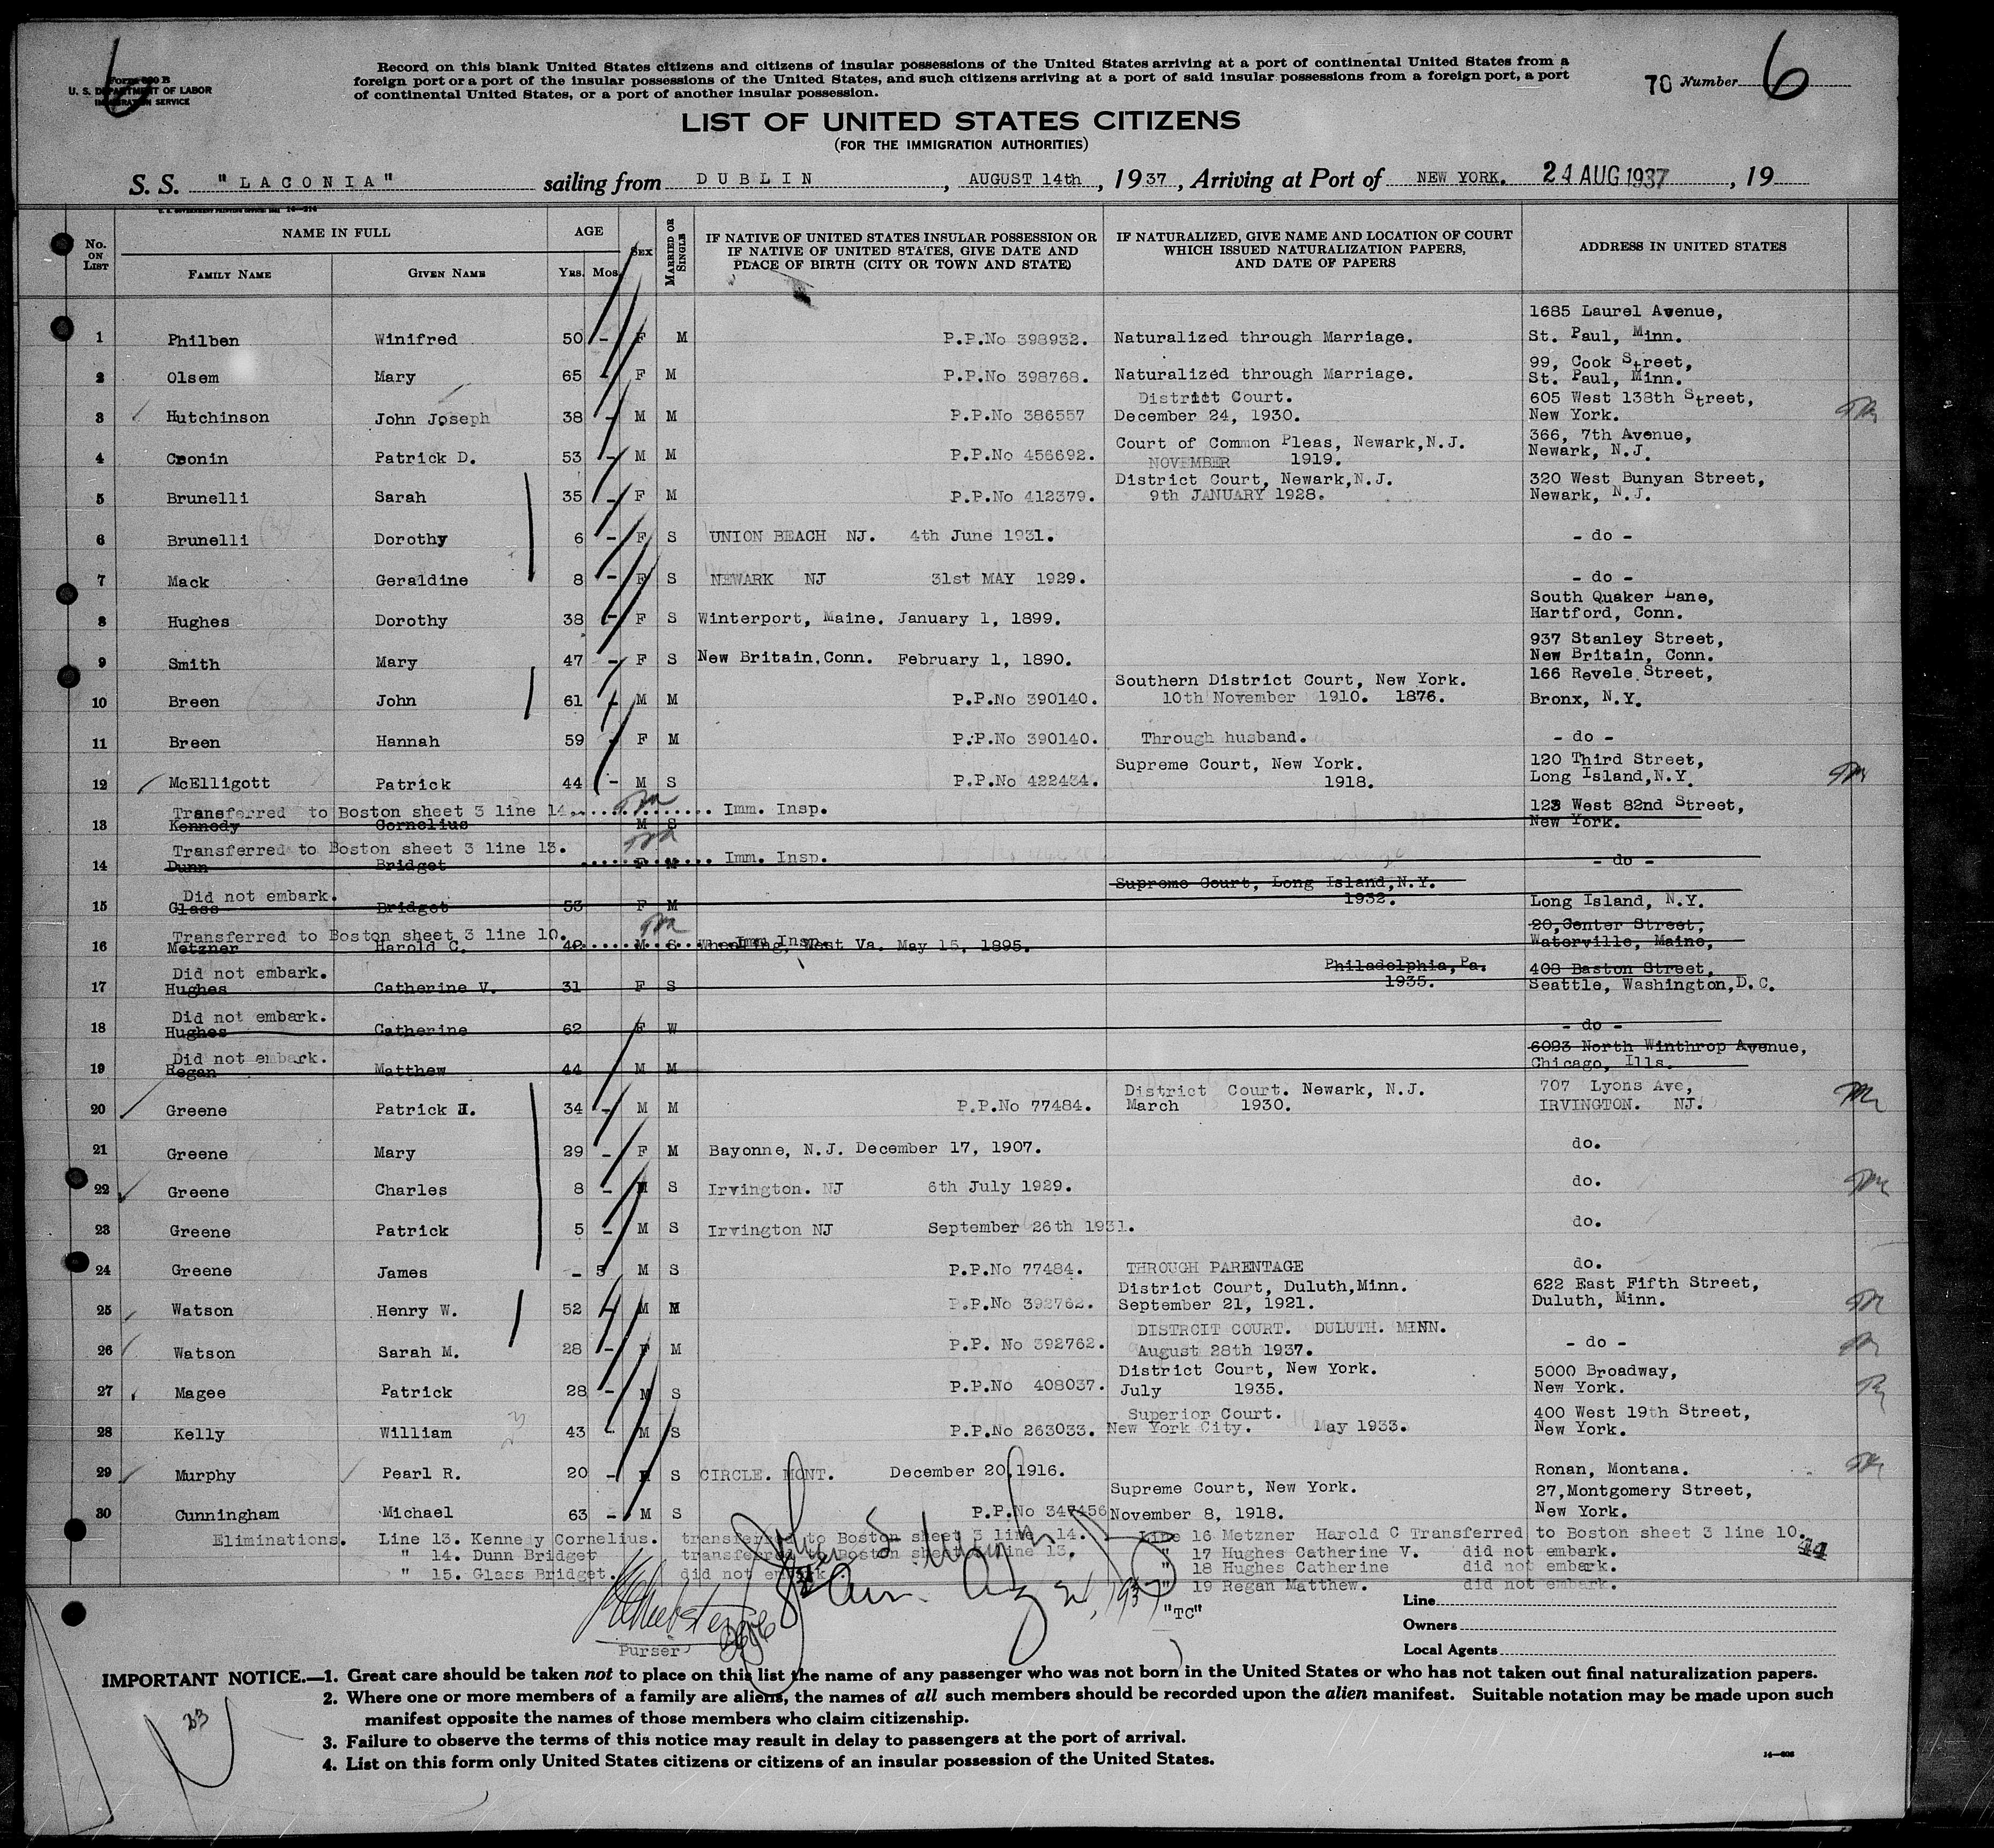 Form 630 B
U. S. DEPARTMENT OF LABOR
IMMIGRATION SERVICE
6
Record on this blank United States citizens and citizens of insular possessions of the United States arriving at a port of continental United States from a
foreign port or a port of the insular possessions of the United States, and such citizens arriving at a port of said insular possessions from a foreign port, a port
of continental United States, or a port of another insular possession.
70 Number 6
LIST OF UNITED STATES CITIZENS
(FOR THE IMMIGRATION AUTHORITIES)
S. S. "LACONIA" sailing from DUBLIN, AUGUST 14th, 1937, Arriving at Port of NEW YORK. 24 AUG 1937, 19
No. ON LIST
NAME IN FULL
FAMILY NAME GIVEN NAME
AGE
YRS. MOS.
SEX
MARRIED OR SINGLE
IF NATIVE OF UNITED STATES INSULAR POSSESSION OR
IF NATIVE OF UNITED STATES, GIVE DATE AND
PLACE OF BIRTH (CITY OR TOWN AND STATE)
IF NATURALIZED, GIVE NAME AND LOCATION OF COURT
WHICH ISSUED NATURALIZATION PAPERS,
AND DATE OF PAPERS
ADDRESS IN UNITED STATES
1685 Laurel Avenue,
1 Philben Winifred 50 - F M P.P.No 398932. Naturalized through Marriage. St. Paul, Minn.
99, Cook Street,
2 Olsem Mary 65 - F M P.P.No 398768. Naturalized through Marriage. St. Paul, Minn.
District Court. 605 West 138th Street,
3 Hutchinson John Joseph 38 - M M P.P.No 386557 December 24, 1930. New York.
Court of Common Pleas, Newark,N.J. 366, 7th Avenue,
4 Cronin Patrick D. 53 - M M P.P.No 456692. NOVEMBER 1919. Newark, N.J.
District Court, Newark,N.J. 320 West Bunyan Street,
5 Brunelli Sarah 35 - F M P.P.No 412379. 9th JANUARY 1928. Newark, N.J.
6 Brunelli Dorothy 6 - F S UNION BEACH NJ. 4th June 1931. - do -
7 Mack Geraldine 8 - F S NEWARK NJ 31st MAY 1929. - do -
South Quaker Lane,
8 Hughes Dorothy 38 - F S Winterport, Maine. January 1, 1899. Hartford, Conn.
937 Stanley Street,
9 Smith Mary 47 - F S New Britain,Conn. February 1, 1890. New Britain, Conn.
Southern District Court, New York. 166 Revele Street,
10 Breen John 61 - M M P.P.No 390140. 10th November 1910. 1876. Bronx, N.Y.
11 Breen Hannah 59 - F M P.P.No 390140. Through husband. - do -
Supreme Court, New York. 120 Third Street,
12 McElligott Patrick 44 - M S P.P.No 422434. 1918. Long Island,N.Y.
Transferred to Boston sheet 3 line 14............... Imm. Insp. 123 West 82nd Street,
13 Kennedy Cornelius M S New York.
Transferred to Boston sheet 3 line 13. ............ Imm. Insp.
14 Dunn Bridget F M - do -
Did not embark. Supreme Court, Long Island,N.Y.
15 Glass Bridget 53 F M 1932. Long Island, N.Y.
Transferred to Boston sheet 3 line 10. Imm Insp. 20,Center Street,
16 Metzner Harold C. 42 M S Wheeling, West Va. May 15, 1895. Waterville, Maine,
Did not embark. Philadelphia,Pa. 408 Baston Street,
17 Hughes Catherine V. 31 F S 1935. Seattle, Washington,D.C.
Did not embark.
18 Hughes Catherine 62 F W - do -
Did not embark. 6023 North Winthrop Avenue,
19 Regan Matthew 44 M M Chicago, Ills.
District Court. Newark, N.J. 707 Lyons Ave,
20 Greene Patrick I. 34 - M M P.P.No 77484. March 1930. IRVINGTON. NJ.
21 Greene Mary 29 - F M Bayonne, N.J. December 17, 1907. do.
22 Greene Charles 8 - M S Irvington. NJ 6th July 1929. do.
23 Greene Patrick 5 - M S Irvington NJ September 26th 1931. do.
24 Greene James - 5 M S P.P.No 77484. THROUGH PARENTAGE do.
District Court, Duluth,Minn. 622 East Fifth Street,
25 Watson Henry W. 52 - M M P.P.No 392762. September 21, 1921. Duluth, Minn.
DISTRCIT COURT. DULUTH. MINN.
26 Watson Sarah M. 28 - F M P.P. No 392762. August 28th 1937. - do -
District Court, New York. 5000 Broadway,
27 Magee Patrick 28 - M S P.P.No 408037. July 1935. New York.
Superior Court. 400 West 19th Street,
28 Kelly William 43 - M S P.P.No 263033. New York City. May 1933. New York.
29 Murphy Pearl R. 20 - S CIRCLE. MONT. December 20,1916. Ronan, Montana.
Supreme Court, New York. 27,Montgomery Street,
30 Cunningham Michael 63 - M S P.P.No 347456 November 8, 1918. New York.
Eliminations. Line 13. Kennedy Cornelius. transferred to Boston sheet 3 line 14. Line 16 Metzner Harold C Transferred to Boston sheet 3 line 10.
" 14. Dunn Bridget transferred to Boston sheet 3 line 13. " 17 Hughes Catherine V. did not embark.
" 15. Glass Bridget. did not embark. " 18 Hughes Catherine did not embark.
" 19 Regan Matthew. did not embark.
44
"TC"
Purser
Line
Owners
Local Agents
IMPORTANT NOTICE.—1. Great care should be taken not to place on this list the name of any passenger who was not born in the United States or who has not taken out final naturalization papers.
2. Where one or more members of a family are aliens, the names of all such members should be recorded upon the alien manifest. Suitable notation may be made upon such
manifest opposite the names of those members who claim citizenship.
3. Failure to observe the terms of this notice may result in delay to passengers at the port of arrival.
4. List on this form only United States citizens or citizens of an insular possession of the United States.
23